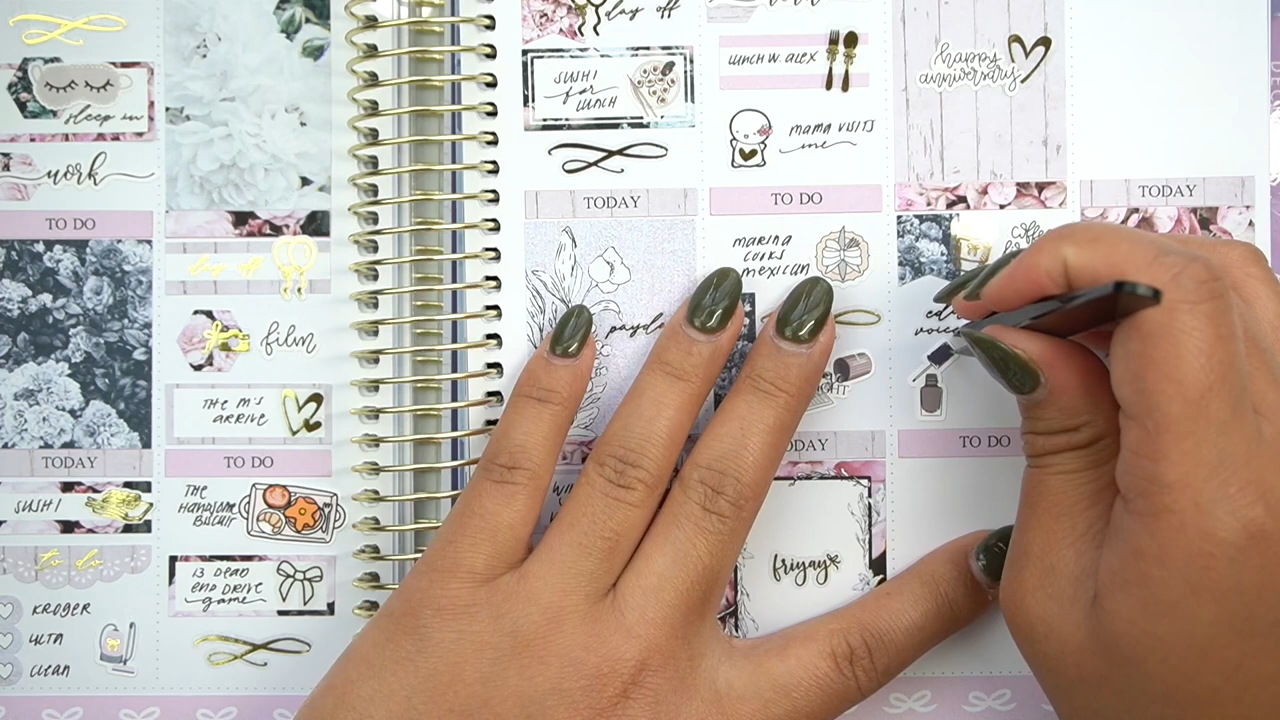 sleep in
work
TO DO
TODAY
SUSHI
to do
KROGER
ULTA
CLEAN
day off
film
THE M'S
ARRIVE
TO DO
THE
HANDSOME
BISCUIT
13 DEAD
END DRIVE
game
day off
SUSHI
for
LUNCH
TODAY
LUNCH W. ALEX
MAMA VISITS
me
TO DO
MARINA
COOKS
MEXICAN
friyay
happy
anniversary
TO DO
TODAY